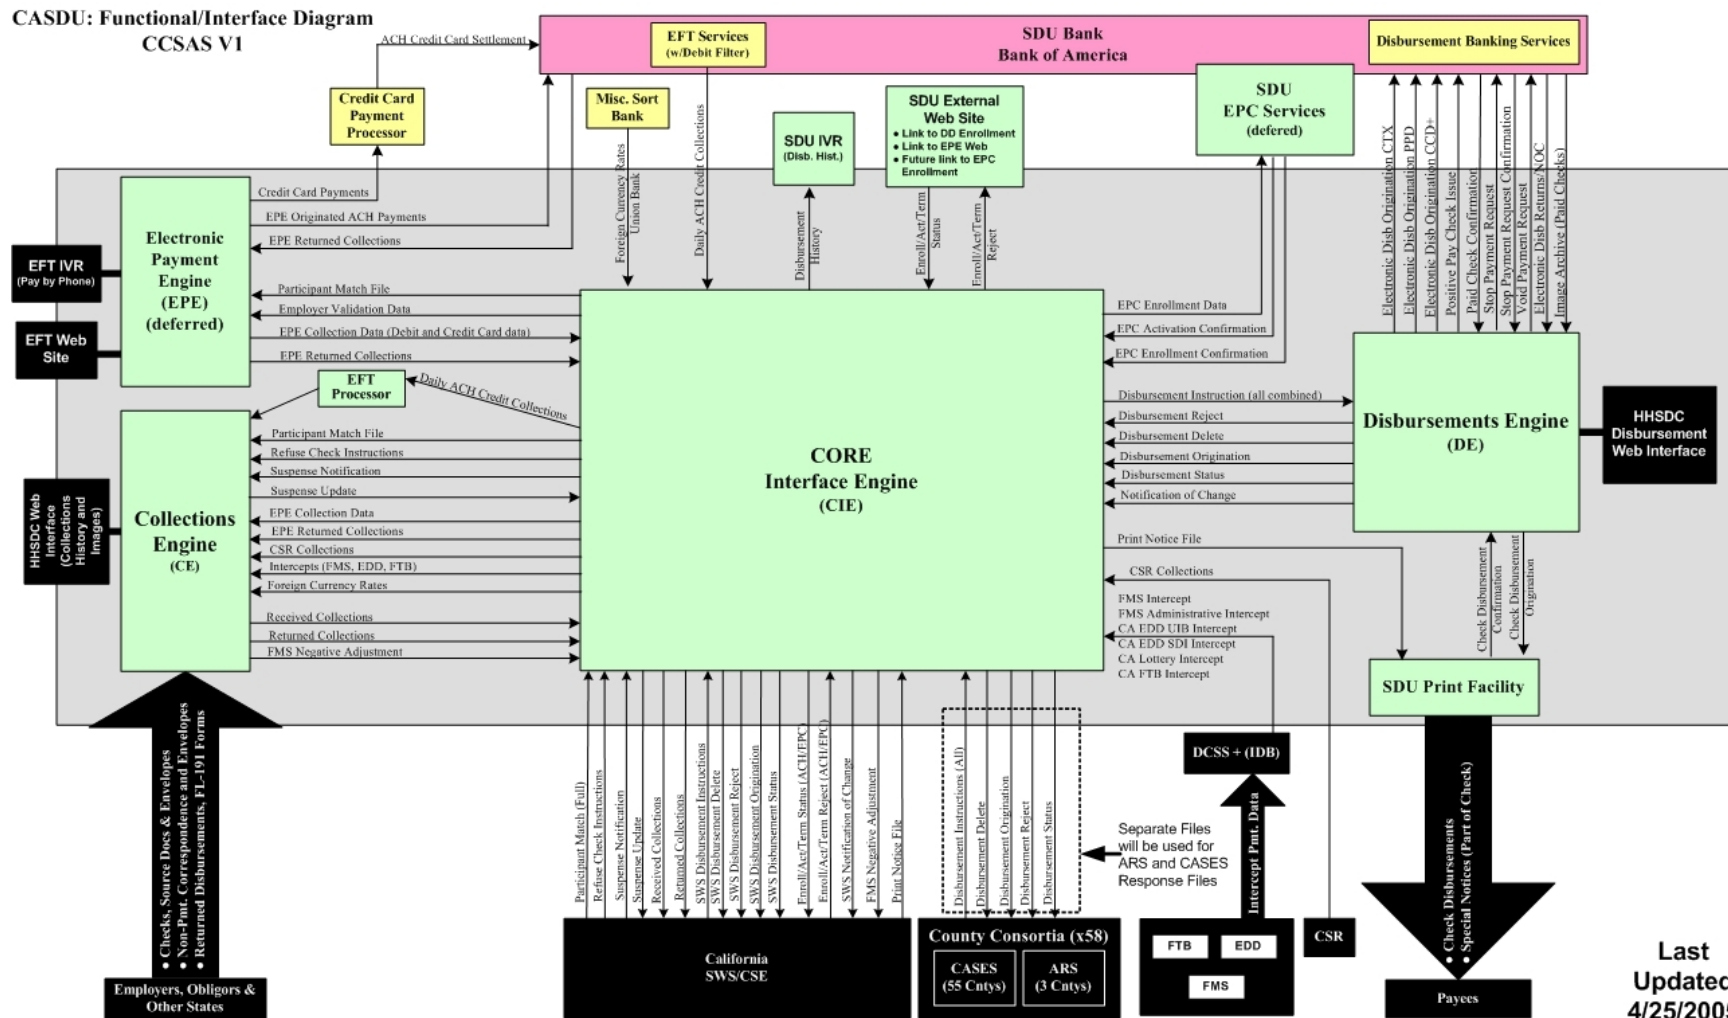 CASDU: Functional/Interface Diagram
CCSAS V1
ACH Credit Card Settlement
EFT Services
(w/Debit Filter)
SDU Bank
Bank of America
Disbursement Banking Services
Credit Card
Payment
Processor
Misc. Sort
Bank
SDU IVR
(Disb. Hist.)
SDU External
Web Site
● Link to DD Enrollment
● Link to EPE Web
● Future link to EPC
Enrollment
SDU
EPC Services
(defered)
Foreign Currency Rates
Union Bank
Daily ACH Credit Collections
Disbursement
History
Enroll/Act/Term
Status
Enroll/Act/Term
Reject
Electronic Disb Origination CTX
Electronic Disb Origination PPD
Electronic Disb Origination CCD+
Positive Pay Check Issue
Paid Check Confirmation
Stop Payment Request
Stop Payment Request Confirmation
Void Payment Request
Electronic Disb Returns/NOC
Image Archive (Paid Checks)
EFT IVR
(Pay by Phone)
EFT Web
Site
Electronic
Payment
Engine
(EPE)
(deferred)
Credit Card Payments
EPE Originated ACH Payments
EPE Returned Collections
Participant Match File
Employer Validation Data
EPE Collection Data (Debit and Credit Card data)
EPE Returned Collections
EFT
Processor
Daily ACH Credit Collections
EPC Enrollment Data
EPC Activation Confirmation
EPC Enrollment Confirmation
HHSDC Web
Interface
(Collections
History and
Images)
Collections
Engine
(CE)
Participant Match File
Refuse Check Instructions
Suspense Notification
Suspense Update
EPE Collection Data
EPE Returned Collections
CSR Collections
Intercepts (FMS, EDD, FTB)
Foreign Currency Rates
Received Collections
Returned Collections
FMS Negative Adjustment
CORE
Interface Engine
(CIE)
Disbursement Instruction (all combined)
Disbursement Reject
Disbursement Delete
Disbursement Origination
Disbursement Status
Notification of Change
Print Notice File
CSR Collections
FMS Intercept
FMS Administrative Intercept
CA EDD UIB Intercept
CA EDD SDI Intercept
CA Lottery Intercept
CA FTB Intercept
Disbursements Engine
(DE)
HHSDC
Disbursement
Web Interface
Check Disbursement
Confirmation
Check Disbursement
Origination
SDU Print Facility
● Checks, Source Docs & Envelopes
● Non-Pmt. Correspondence and Envelopes
● Returned Disbursements, FL-191 Forms
Employers, Obligors &
Other States
Participant Match (Full)
Refuse Check Instructions
Suspense Notification
Suspense Update
Received Collections
Returned Collections
SWS Disbursement Instructions
SWS Disbursement Delete
SWS Disbursement Reject
SWS Disbursement Origination
SWS Disbursement Status
Enroll/Act/Term Status (ACH/EPC)
Enroll/Act/Term Reject (ACH/EPC)
SWS Notification of Change
FMS Negative Adjustment
Print Notice File
California
SWS/CSE
Disbursement Instructions (All)
Disbursement Delete
Disbursement Origination
Disbursement Reject
Disbursement Status
Separate Files
will be used for
ARS and CASES
Response Files
County Consortia (x58)
CASES
(55 Cntys)
ARS
(3 Cntys)
DCSS + (IDB)
Intercept Pmt. Data
FTB
EDD
FMS
CSR
● Check Disbursements
● Special Notices (Part of Check)
Payees
Last
Updated
4/25/2005